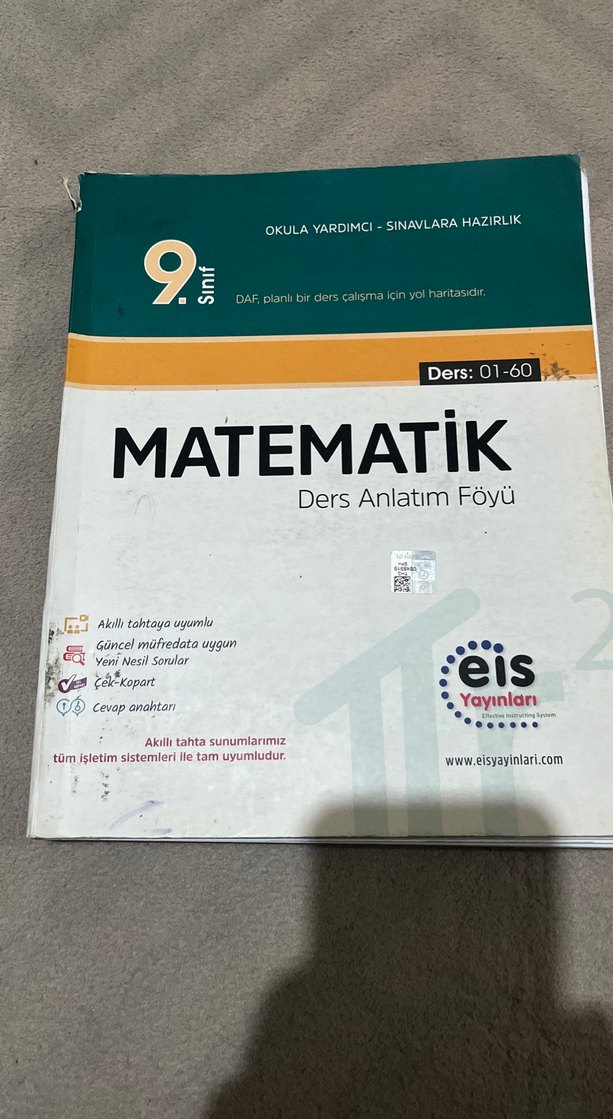 OKULA YARDIMCI - SINAVLARA HAZIRLIK
9.
Sınıf
DAF, planlı bir ders çalışma için yol haritasıdır.
Ders: 01-60
MATEMATİK
Ders Anlatım Föyü
Akıllı tahtaya uyumlu
Güncel müfredata uygun
Yeni Nesil Sorular
Çek-Kopart
Cevap anahtarı
Akıllı tahta sunumlarımız
tüm işletim sistemleri ile tam uyumludur.
2
eis
Yayınları
Effective Instructing System
www.eisyayinlari.com